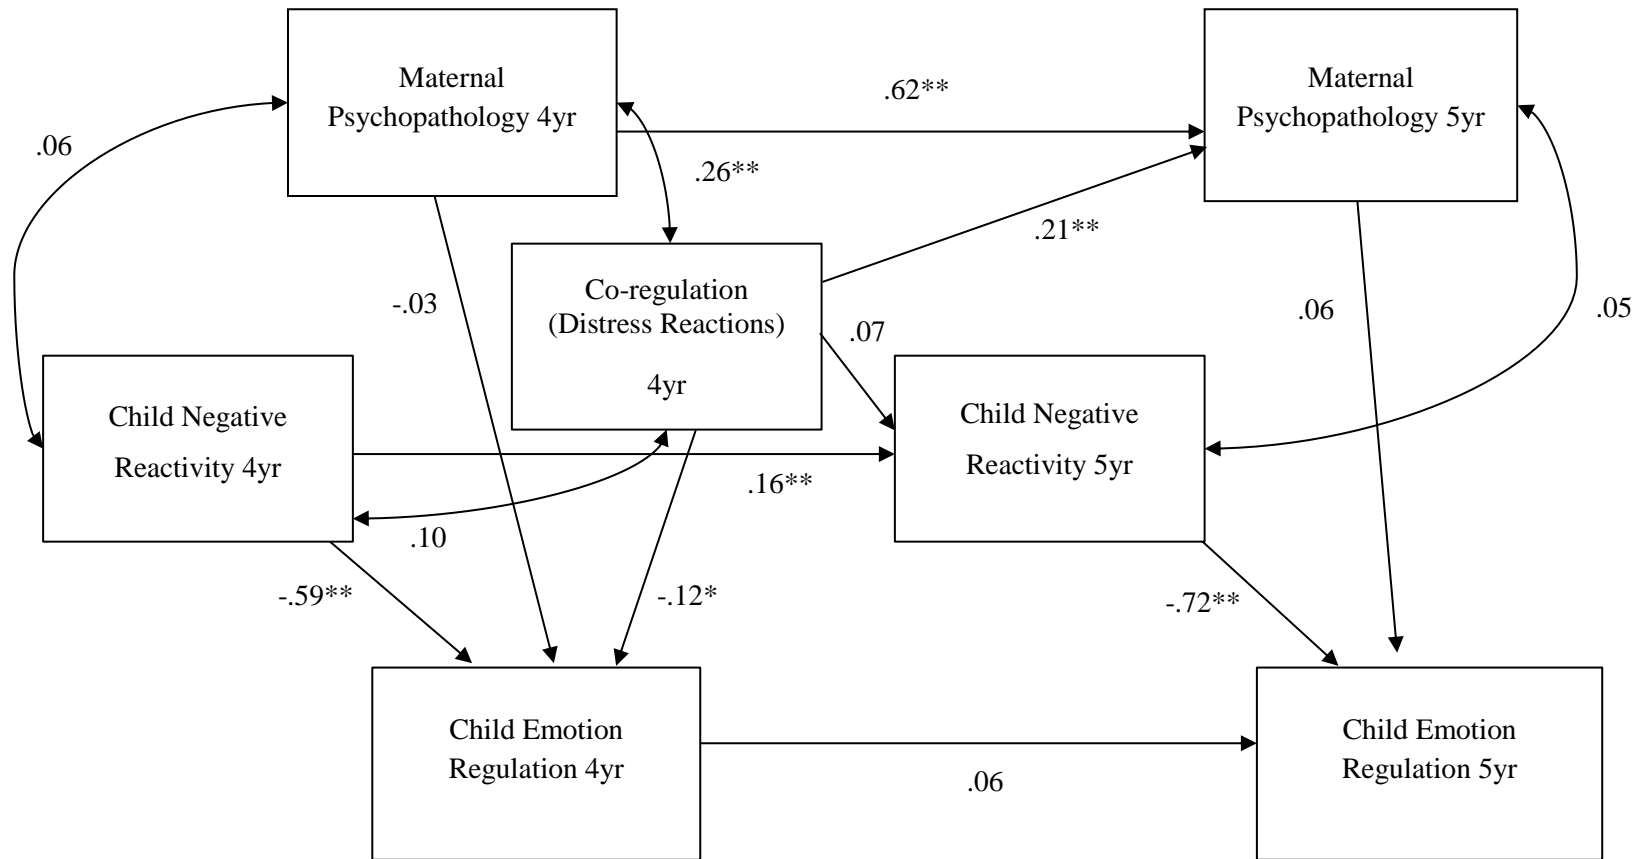 Maternal
Psychopathology 4yr
Maternal
Psychopathology 5yr
.62**
.06
.26**
.21**
Co-regulation
(Distress Reactions)
4yr
-.03
.07
.06
.05
Child Negative
Reactivity 4yr
Child Negative
Reactivity 5yr
.16**
.10
-.59**
-.12*
-.72**
Child Emotion
Regulation 4yr
Child Emotion
Regulation 5yr
.06